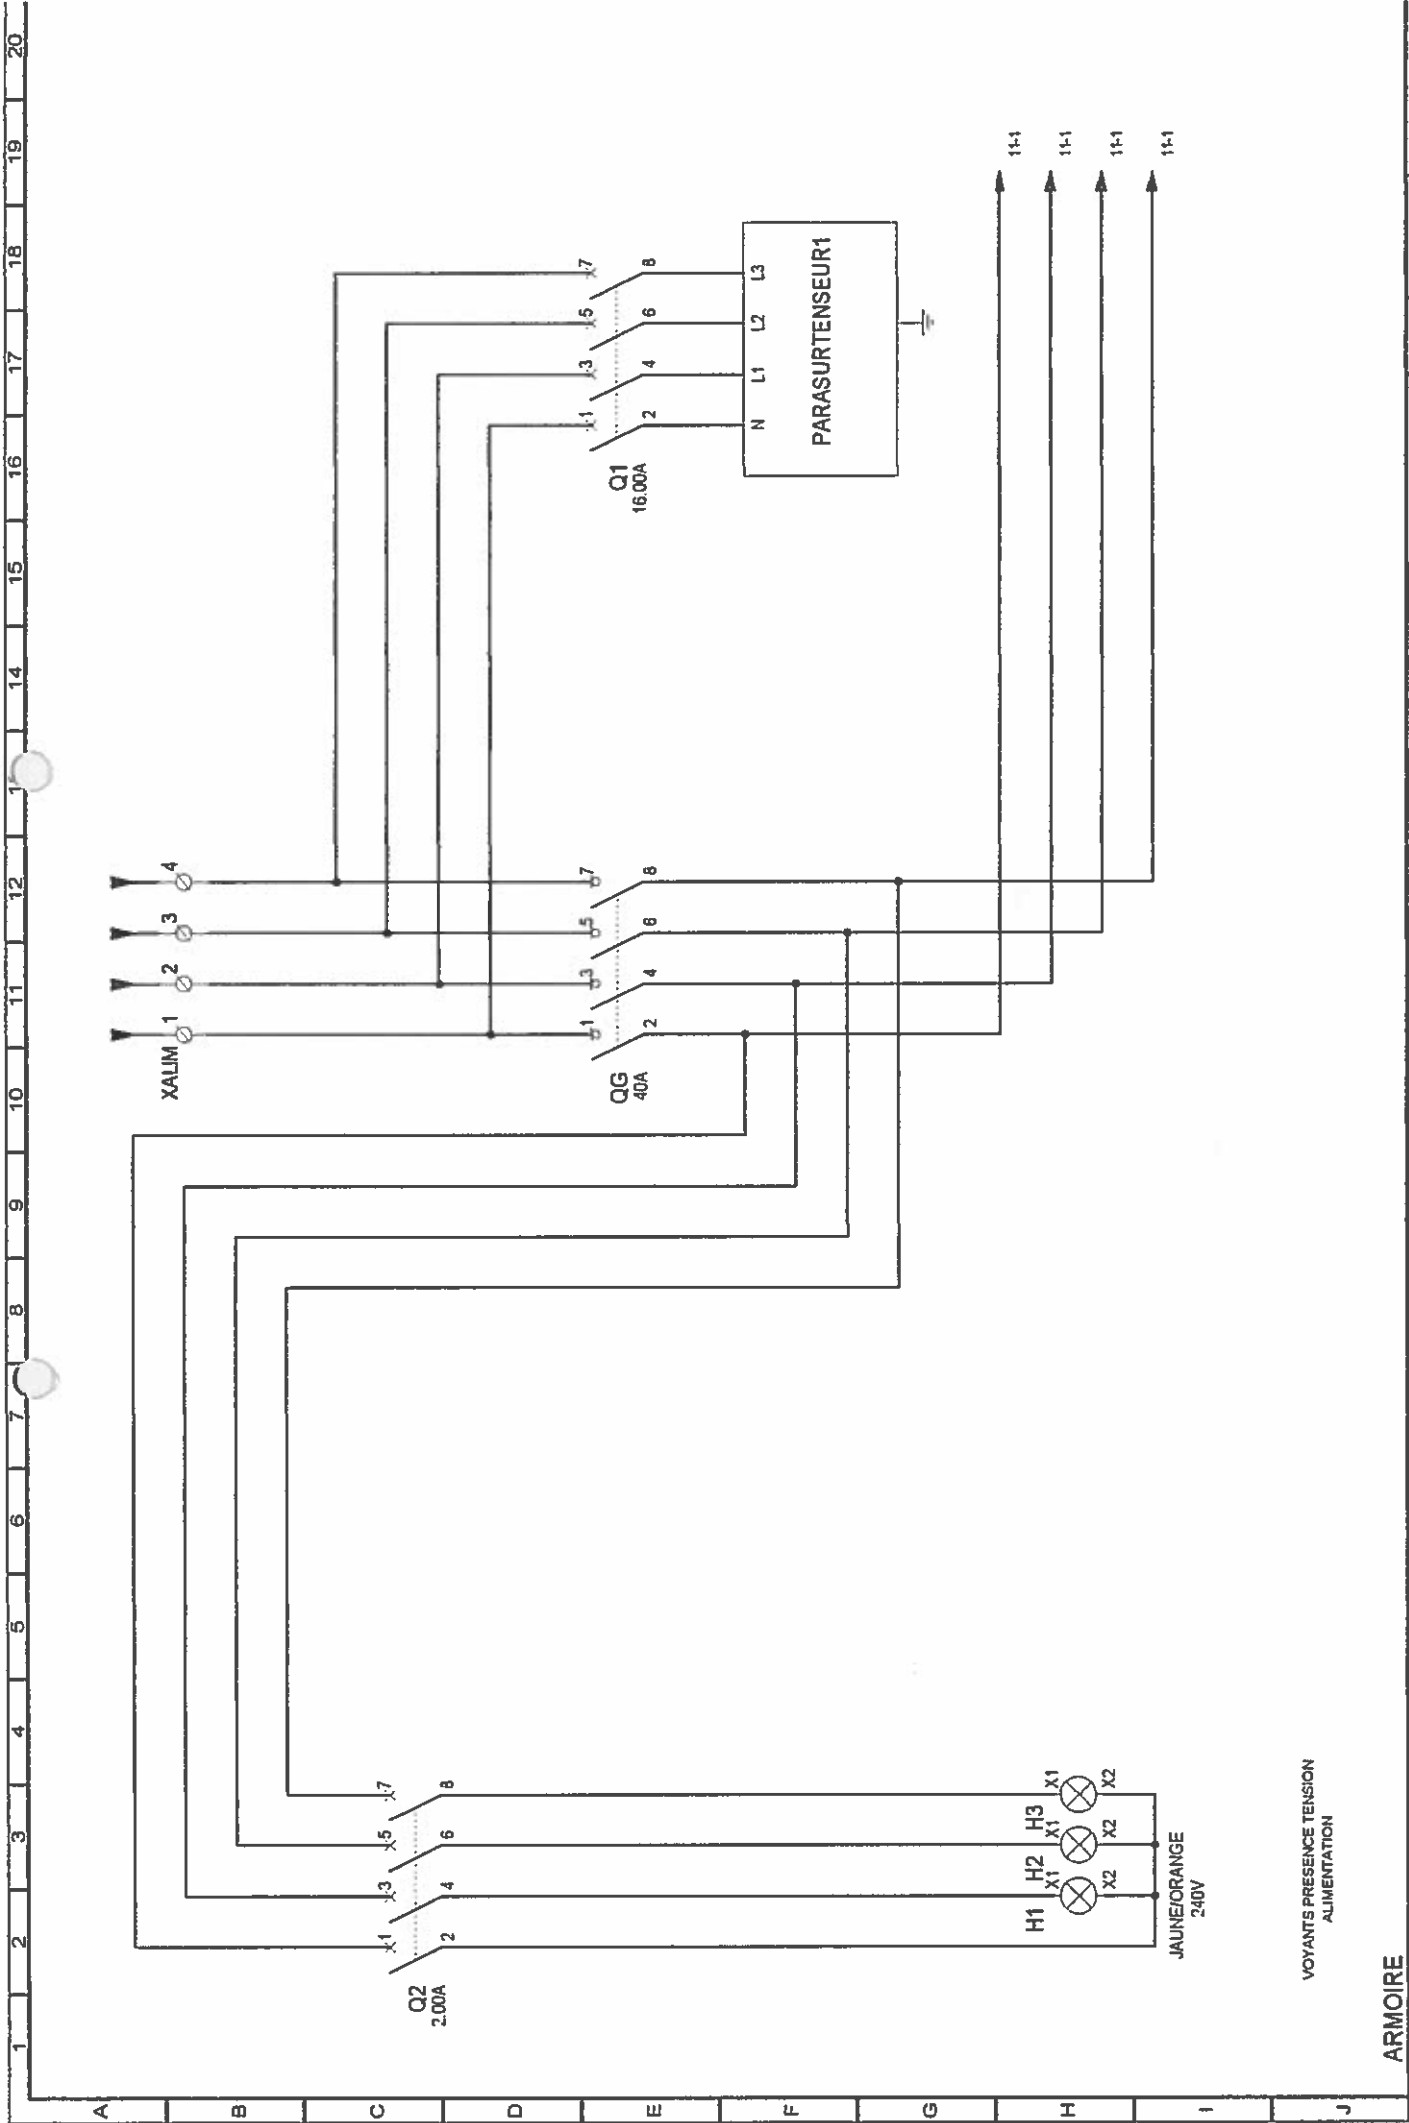 1 2 3 4 5 6 7 8 9 10 11 12 1 14 15 16 17 18 19 20
A
B
C
D
E
F
G
H
I
J
XALIM 1 2 3 4
Q2
2.00A
1 3 5 7
2 4 6 8
QG
40A
1 3 5 7
2 4 6 8
Q1
16.00A
1 3 5 7
2 4 6 8
N L1 L2 L3
PARASURTENSEUR1
11-1
11-1
11-1
11-1
H1 H2 H3
X1 X1 X1
X2 X2 X2
JAUNE/ORANGE
240V
VOYANTS PRESENCE TENSION
ALIMENTATION
ARMOIRE